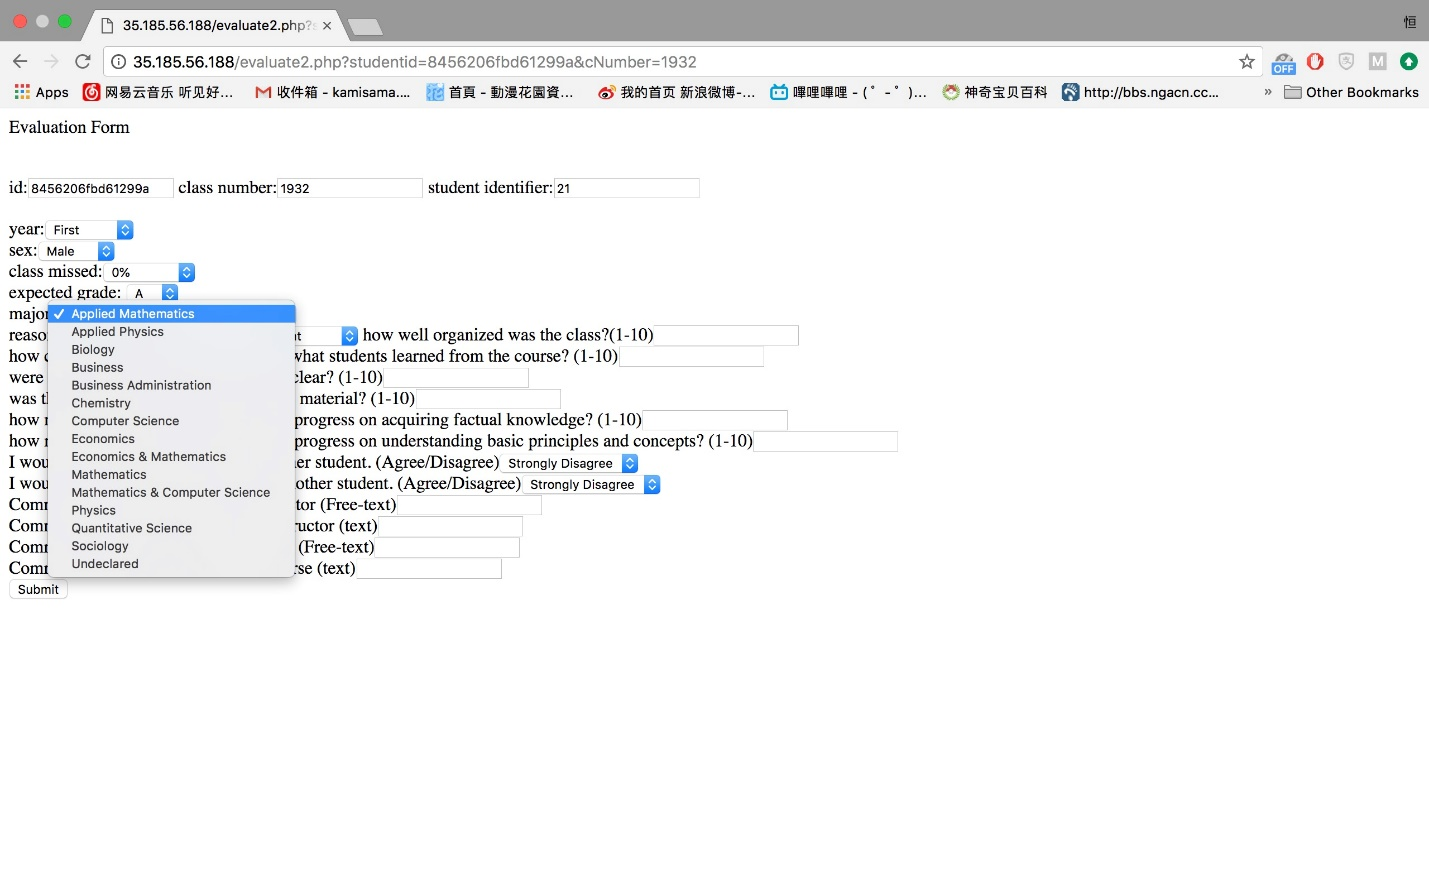 35.185.56.188/evaluate2.php?s
恒
35.185.56.188/evaluate2.php?studentid=8456206fbd61299a&cNumber=1932
OFF
M
Apps 网易云音乐 听见好... 收件箱 - kamisama.... 首頁 - 動漫花園資... 我的首页 新浪微博-... 嗶哩嗶哩 - ( ゜- ゜)... 神奇宝贝百科 http://bbs.ngacn.cc... » Other Bookmarks
Evaluation Form
id: 8456206fbd61299a class number: 1932 student identifier: 21
year: First
sex: Male
class missed: 0%
expected grade: A
major
✓ Applied Mathematics
Applied Physics
Biology
Business
Business Administration
Chemistry
Computer Science
Economics
Economics & Mathematics
Mathematics
Mathematics & Computer Science
Physics
Quantitative Science
Sociology
Undeclared
how well organized was the class?(1-10)
how what students learned from the course? (1-10)
were clear? (1-10)
was material? (1-10)
how progress on acquiring factual knowledge? (1-10)
how progress on understanding basic principles and concepts? (1-10)
I student. (Agree/Disagree) Strongly Disagree
I other student. (Agree/Disagree) Strongly Disagree
(Free-text)
(text)
(Free-text)
(text)
Submit